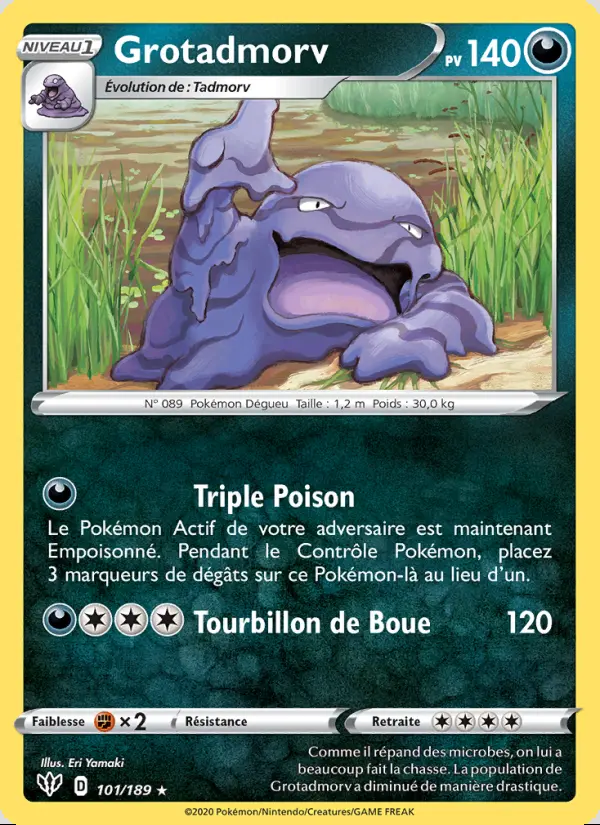 NIVEAU 1
Grotadmorv
PV 140
Évolution de : Tadmorv
N° 089 Pokémon Dégueu Taille : 1,2 m Poids : 30,0 kg
Triple Poison
Le Pokémon Actif de votre adversaire est maintenant
Empoisonné. Pendant le Contrôle Pokémon, placez
3 marqueurs de dégâts sur ce Pokémon-là au lieu d'un.
Tourbillon de Boue 120
Faiblesse ×2 Résistance Retraite
Illus. Eri Yamaki
D 101/189 ★
Comme il répand des microbes, on lui a
beaucoup fait la chasse. La population de
Grotadmorv a diminué de manière drastique.
©2020 Pokémon/Nintendo/Creatures/GAME FREAK